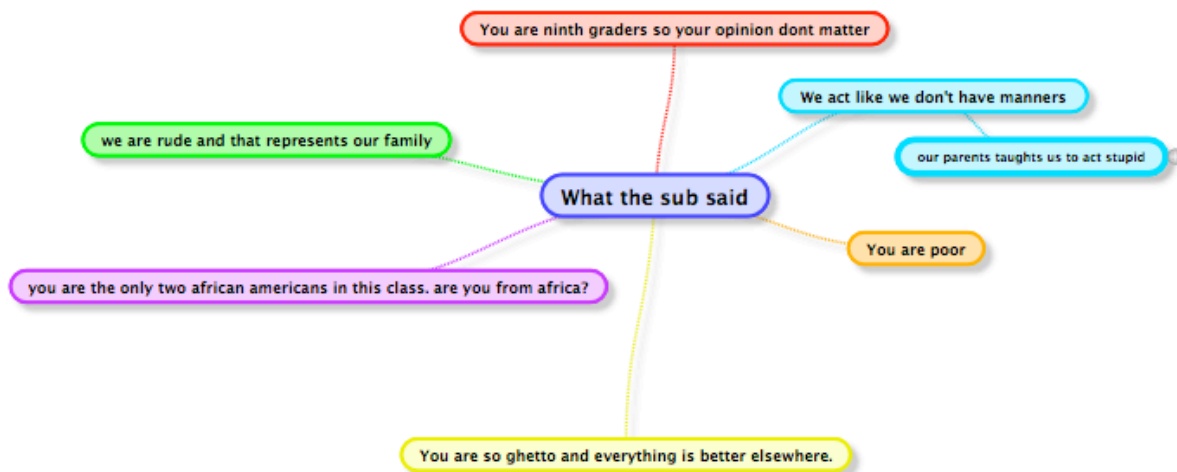 You are ninth graders so your opinion dont matter
We act like we don't have manners
we are rude and that represents our family
our parents taughts us to act stupid
What the sub said
You are poor
you are the only two african americans in this class. are you from africa?
You are so ghetto and everything is better elsewhere.